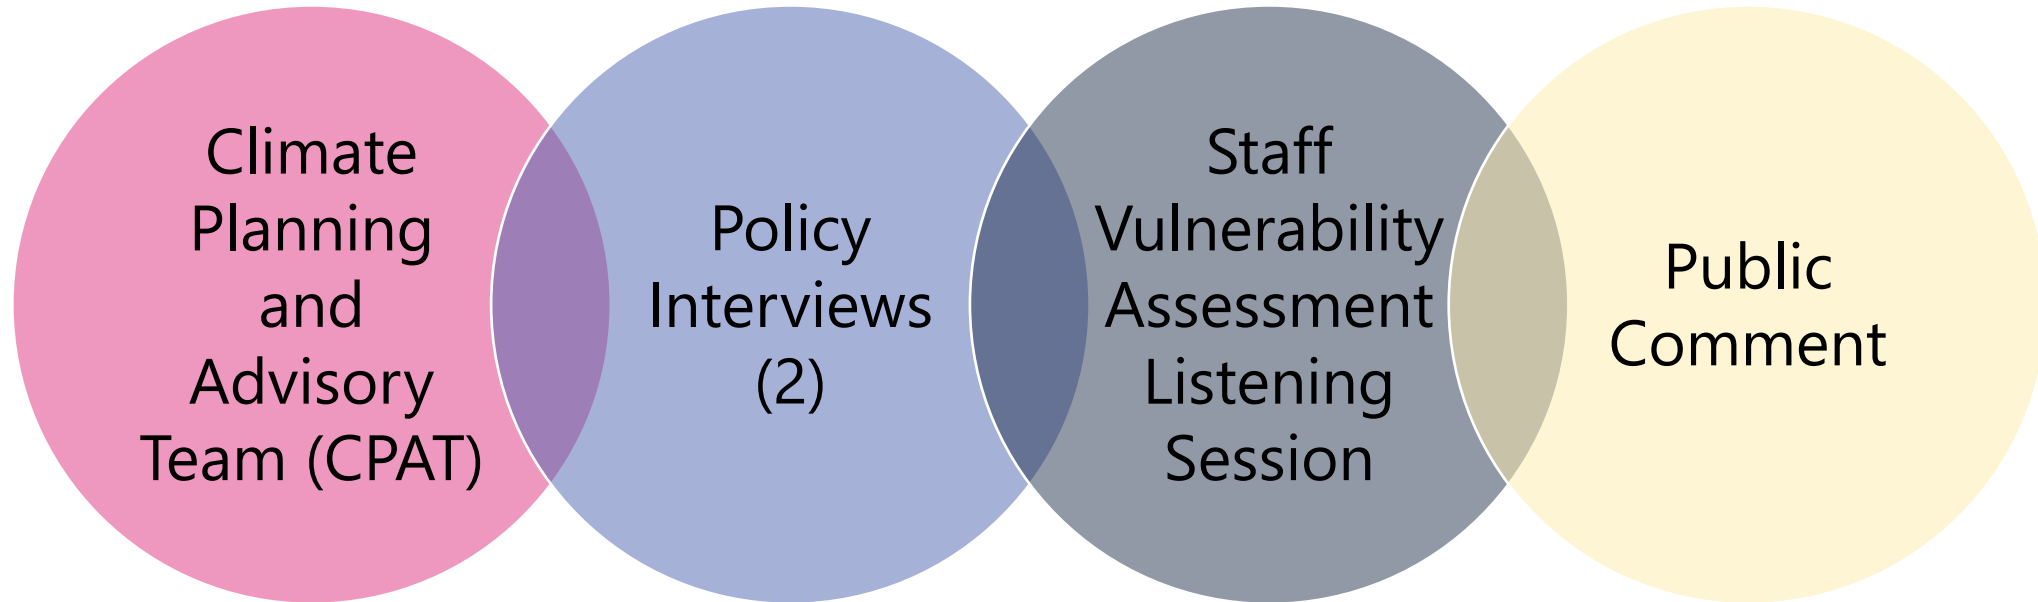 Climate
Planning
and
Advisory
Team (CPAT)
Policy
Interviews
(2)
Staff
Vulnerability
Assessment
Listening
Session
Public
Comment